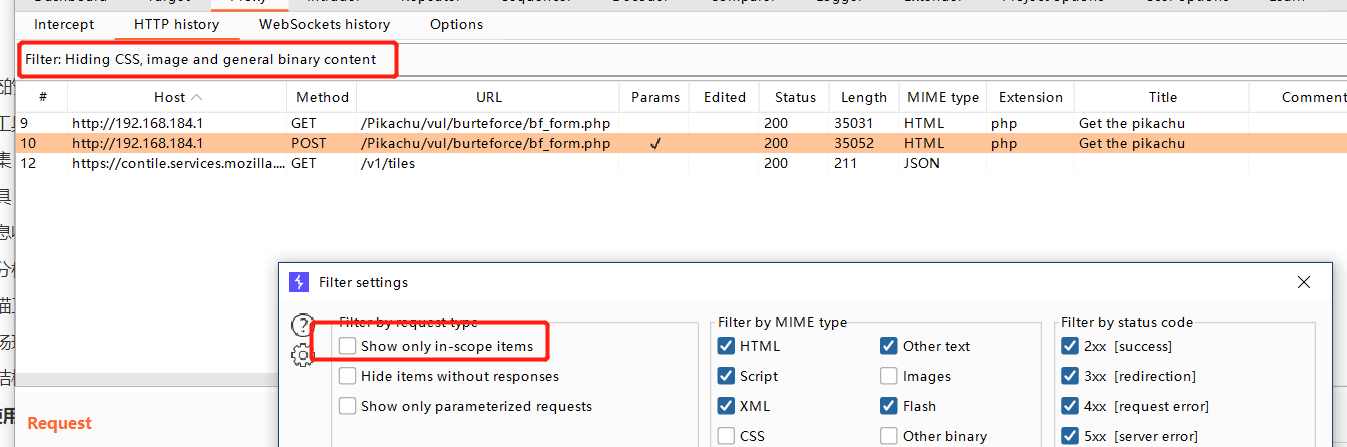 Intercept HTTP history WebSockets history Options
Filter: Hiding CSS, image and general binary content
# Host Method URL Params Edited Status Length MIME type Extension Title Comment
9 http://192.168.184.1 GET /Pikachu/vul/burteforce/bf_form.php 200 35031 HTML php Get the pikachu
10 http://192.168.184.1 POST /Pikachu/vul/burteforce/bf_form.php ✓ 200 35052 HTML php Get the pikachu
12 https://contile.services.mozilla.... GET /v1/tiles 200 211 JSON
Filter settings
Filter by request type Filter by MIME type Filter by status code
Show only in-scope items HTML Other text 2xx [success]
Hide items without responses Script Images 3xx [redirection]
Show only parameterized requests XML Flash 4xx [request error]
CSS Other binary 5xx [server error]
Request